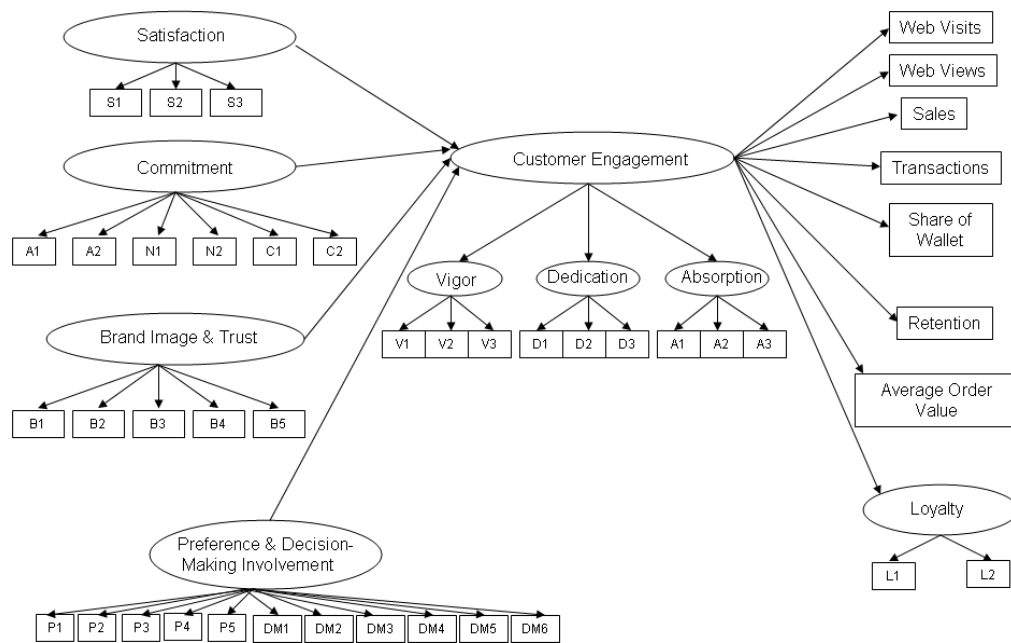 Satisfaction
S1
S2
S3
Commitment
A1
A2
N1
N2
C1
C2
Brand Image & Trust
B1
B2
B3
B4
B5
Preference & Decision-
Making Involvement
P1
P2
P3
P4
P5
DM1
DM2
DM3
DM4
DM5
DM6
Customer Engagement
Vigor
V1
V2
V3
Dedication
D1
D2
D3
Absorption
A1
A2
A3
Web Visits
Web Views
Sales
Transactions
Share of
Wallet
Retention
Average Order
Value
Loyalty
L1
L2